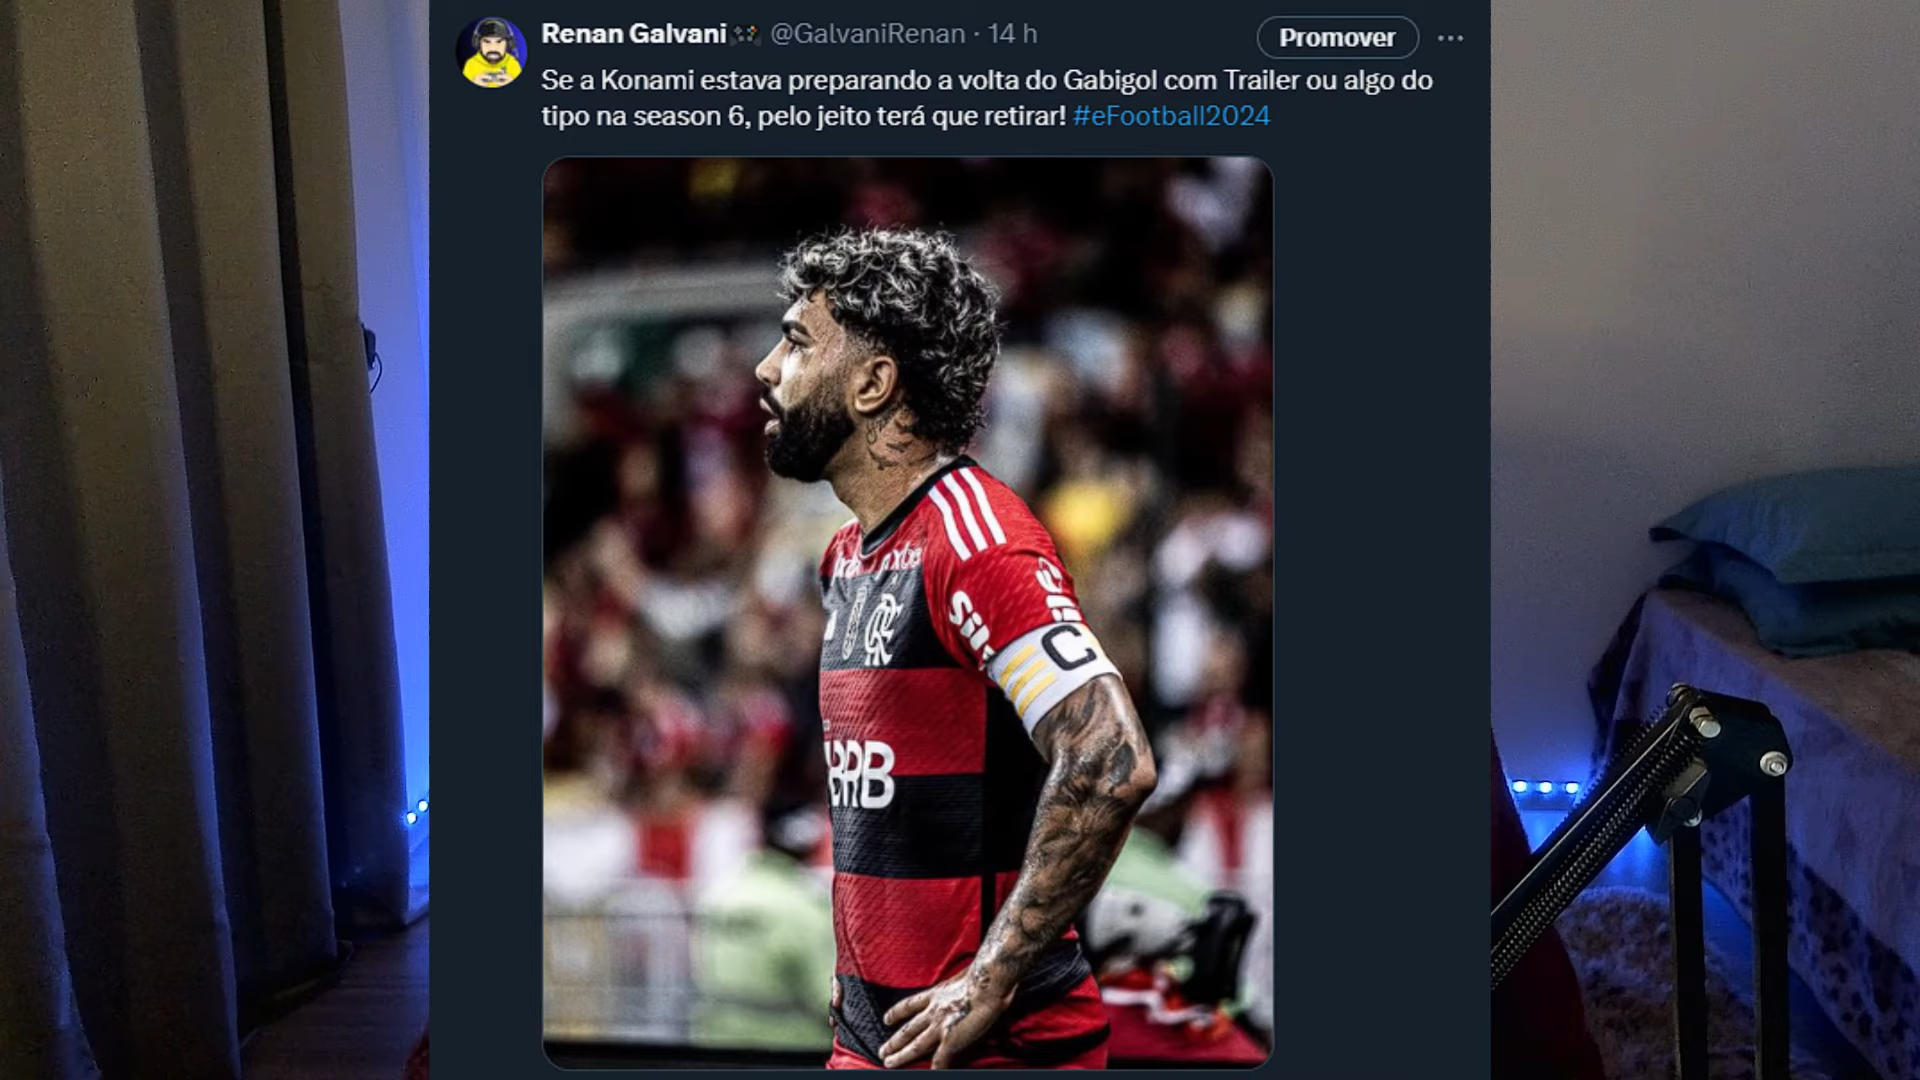 Renan Galvani @GalvaniRenan · 14 h
Promover
Se a Konami estava preparando a volta do Gabigol com Trailer ou algo do
tipo na season 6, pelo jeito terá que retirar! #eFootball2024
Sil
C
BRB